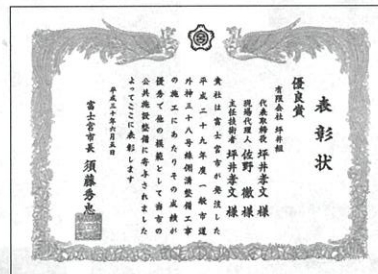 表彰状
優良賞
有限会社 坪井組
代表取締役 坪井孝文 様
現場代理人 佐野 徹 様
主任技術者 坪井孝文 様
貴社は富士宮市が発注した
平成二十九年度一般市道
外神三十八号線側溝整備工事
の施工にあたりその成績が
優秀で他の模範として当市の
公共施設整備に寄与されました
よってここに表彰します
平成三十年六月五日
富士宮市長 須藤秀忠